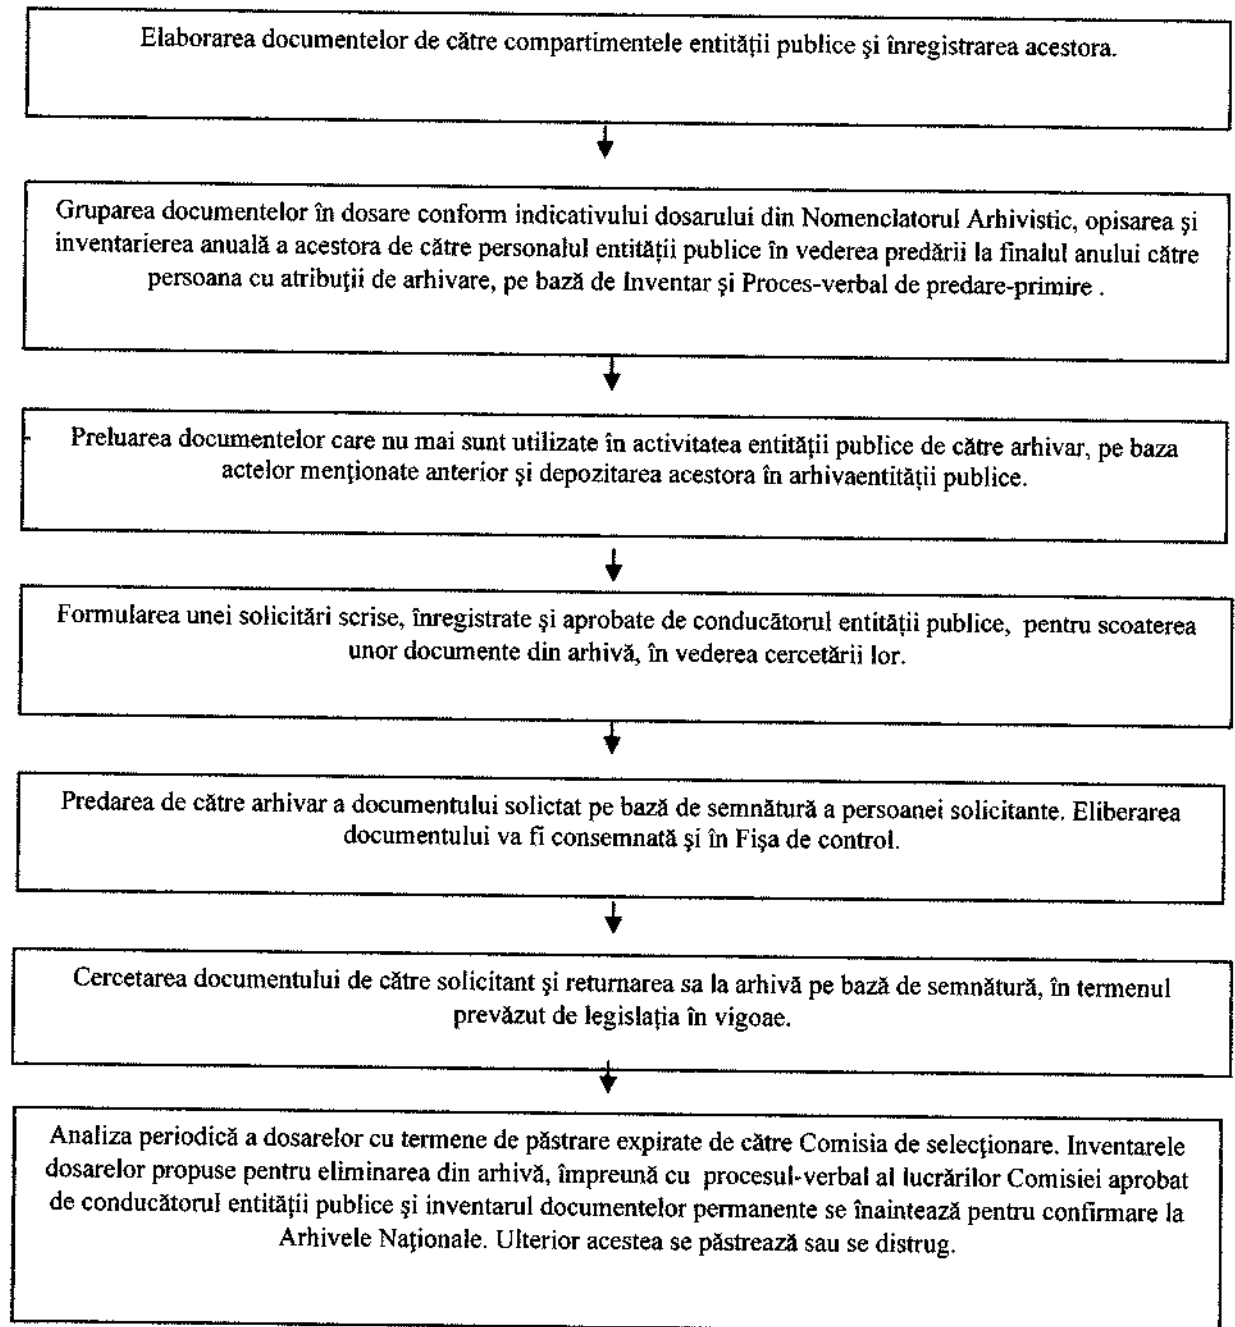 Elaborarea documentelor de către compartimentele entității publice și înregistrarea acestora.
Gruparea documentelor în dosare conform indicativului dosarului din Nomenclatorul Arhivistic, opisarea și
inventarierea anuală a acestora de către personalul entității publice în vederea predării la finalul anului către
persoana cu atribuții de arhivare, pe bază de Inventar și Proces-verbal de predare-primire .
Preluarea documentelor care nu mai sunt utilizate în activitatea entității publice de către arhivar, pe baza
actelor menționate anterior și depozitarea acestora în arhivaentității publice.
Formularea unei solicitări scrise, înregistrate și aprobate de conducătorul entității publice, pentru scoaterea
unor documente din arhivă, în vederea cercetării lor.
Predarea de către arhivar a documentului solictat pe bază de semnătură a persoanei solicitante. Eliberarea
documentului va fi consemnată și în Fișa de control.
Cercetarea documentului de către solicitant și returnarea sa la arhivă pe bază de semnătură, în termenul
prevăzut de legislația în vigoae.
Analiza periodică a dosarelor cu termene de păstrare expirate de către Comisia de selecționare. Inventarele
dosarelor propuse pentru eliminarea din arhivă, împreună cu procesul-verbal al lucrărilor Comisiei aprobat
de conducătorul entității publice și inventarul documentelor permanente se înaintează pentru confirmare la
Arhivele Naționale. Ulterior acestea se păstrează sau se distrug.